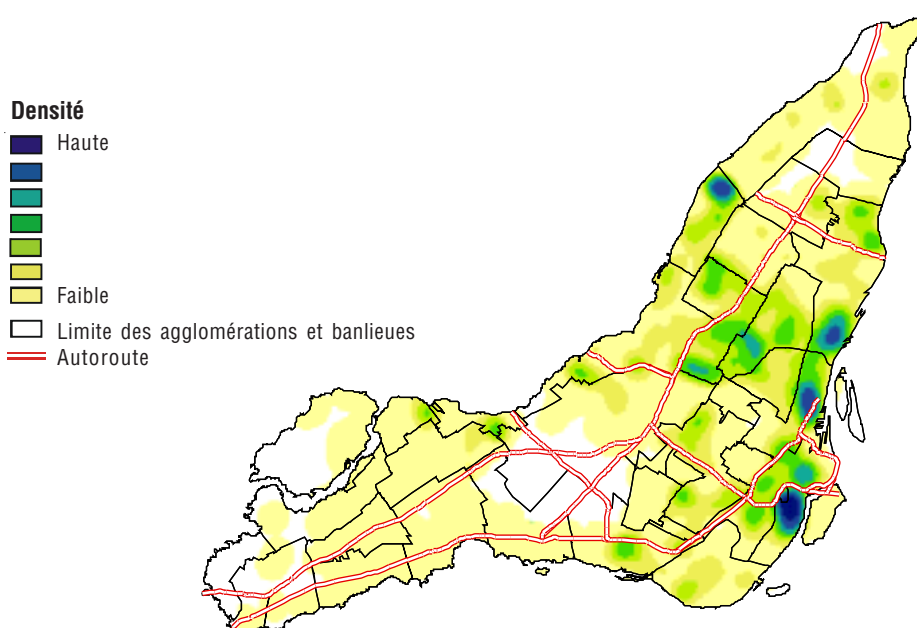 Densité
Haute
Faible
Limite des agglomérations et banlieues
Autoroute